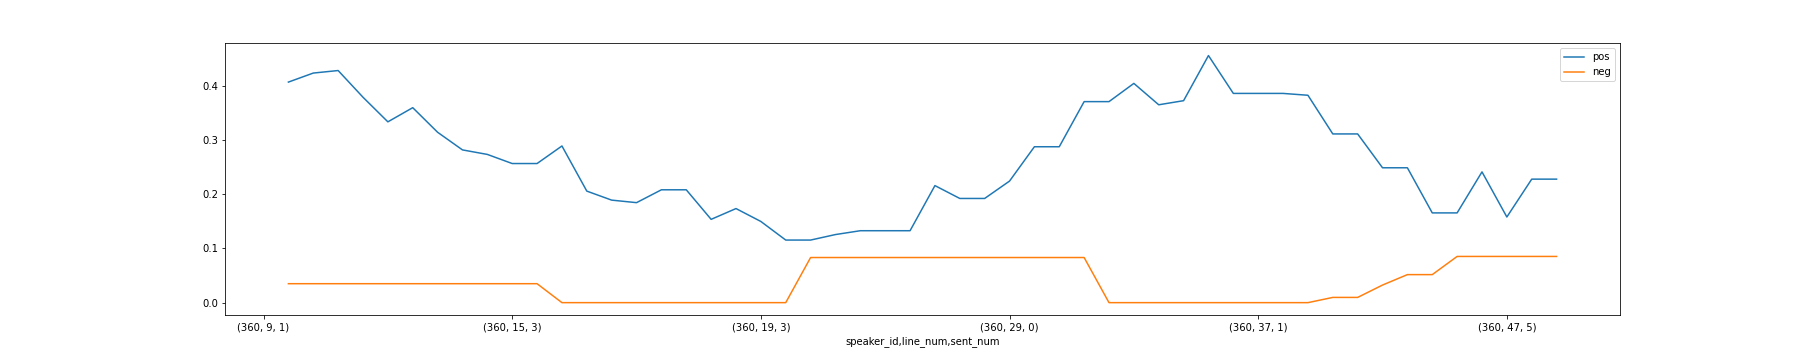 pos
neg
0.4
0.3
0.2
0.1
0.0
(360, 9, 1) (360, 15, 3) (360, 19, 3) (360, 29, 0) (360, 37, 1) (360, 47, 5)
speaker_id,line_num,sent_num